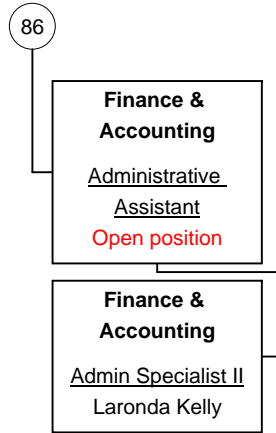 86
Finance &
Accounting
Administrative
Assistant
Open position
Finance &
Accounting
Admin Specialist II
Laronda Kelly